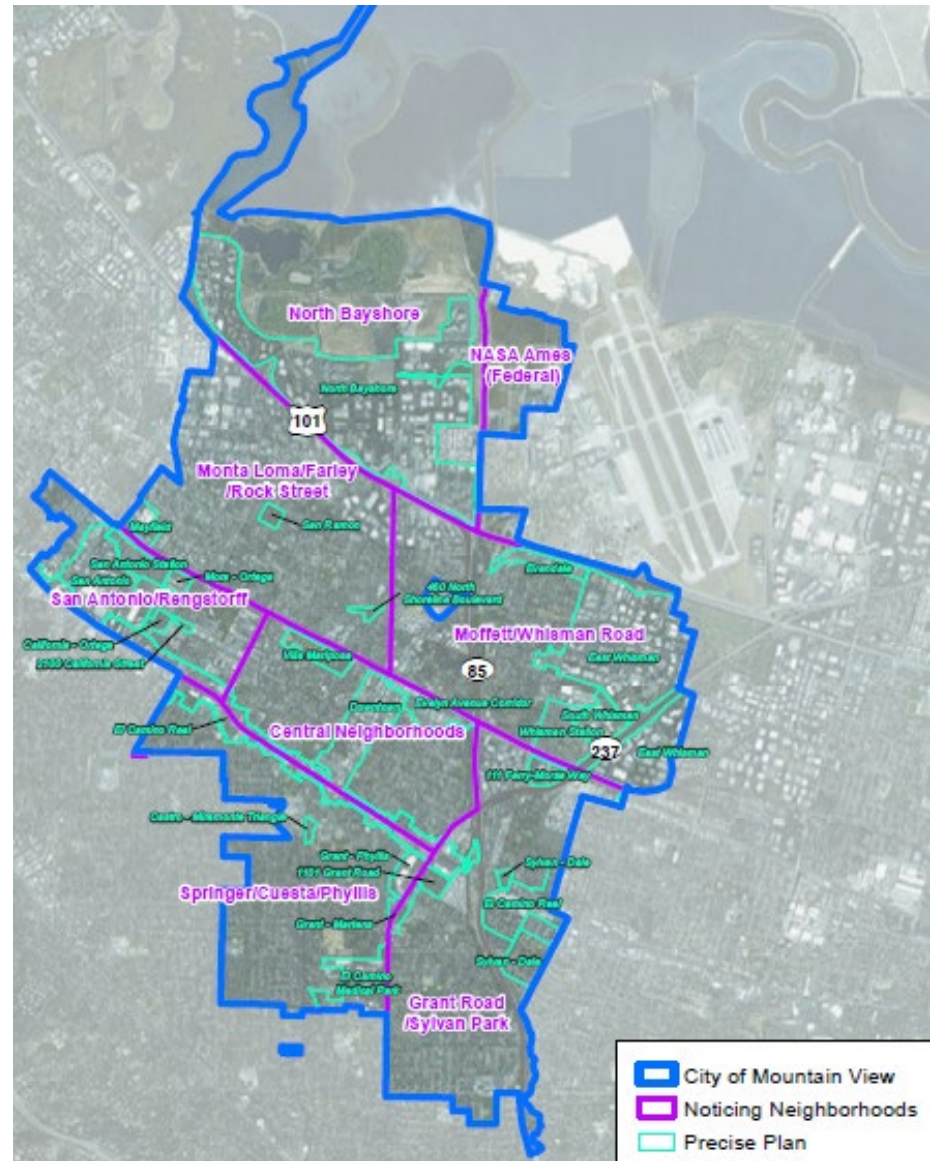 North Bayshore
NASA Ames
(Federal)
North Bayshore
101
Monta Loma/Farley
/Rock Street
San Ramon
Mayfield
San Antonio Station
Mora - Ortega
San Antonio
San Antonio/Rengstorff
Evandale
460 North
Shoreline Boulevard
Moffett/Whisman Road
California - Ortega
2100 California Street
Villa Mariposa
85
East Whisman
Downtown
Evelyn Avenue Corridor
South Whisman
El Camino Real
Central Neighborhoods
Whisman Station
237
East Whisman
111 Ferry-Morse Way
Castro - Miramonte Triangle
Grant - Phyllis
1101 Grant Road
Sylvan - Dale
Springer/Cuesta/Phyllis
El Camino Real
Grant - Martens
Sylvan - Dale
El Camino
Medical Park
Grant Road
/Sylvan Park
City of Mountain View
Noticing Neighborhoods
Precise Plan